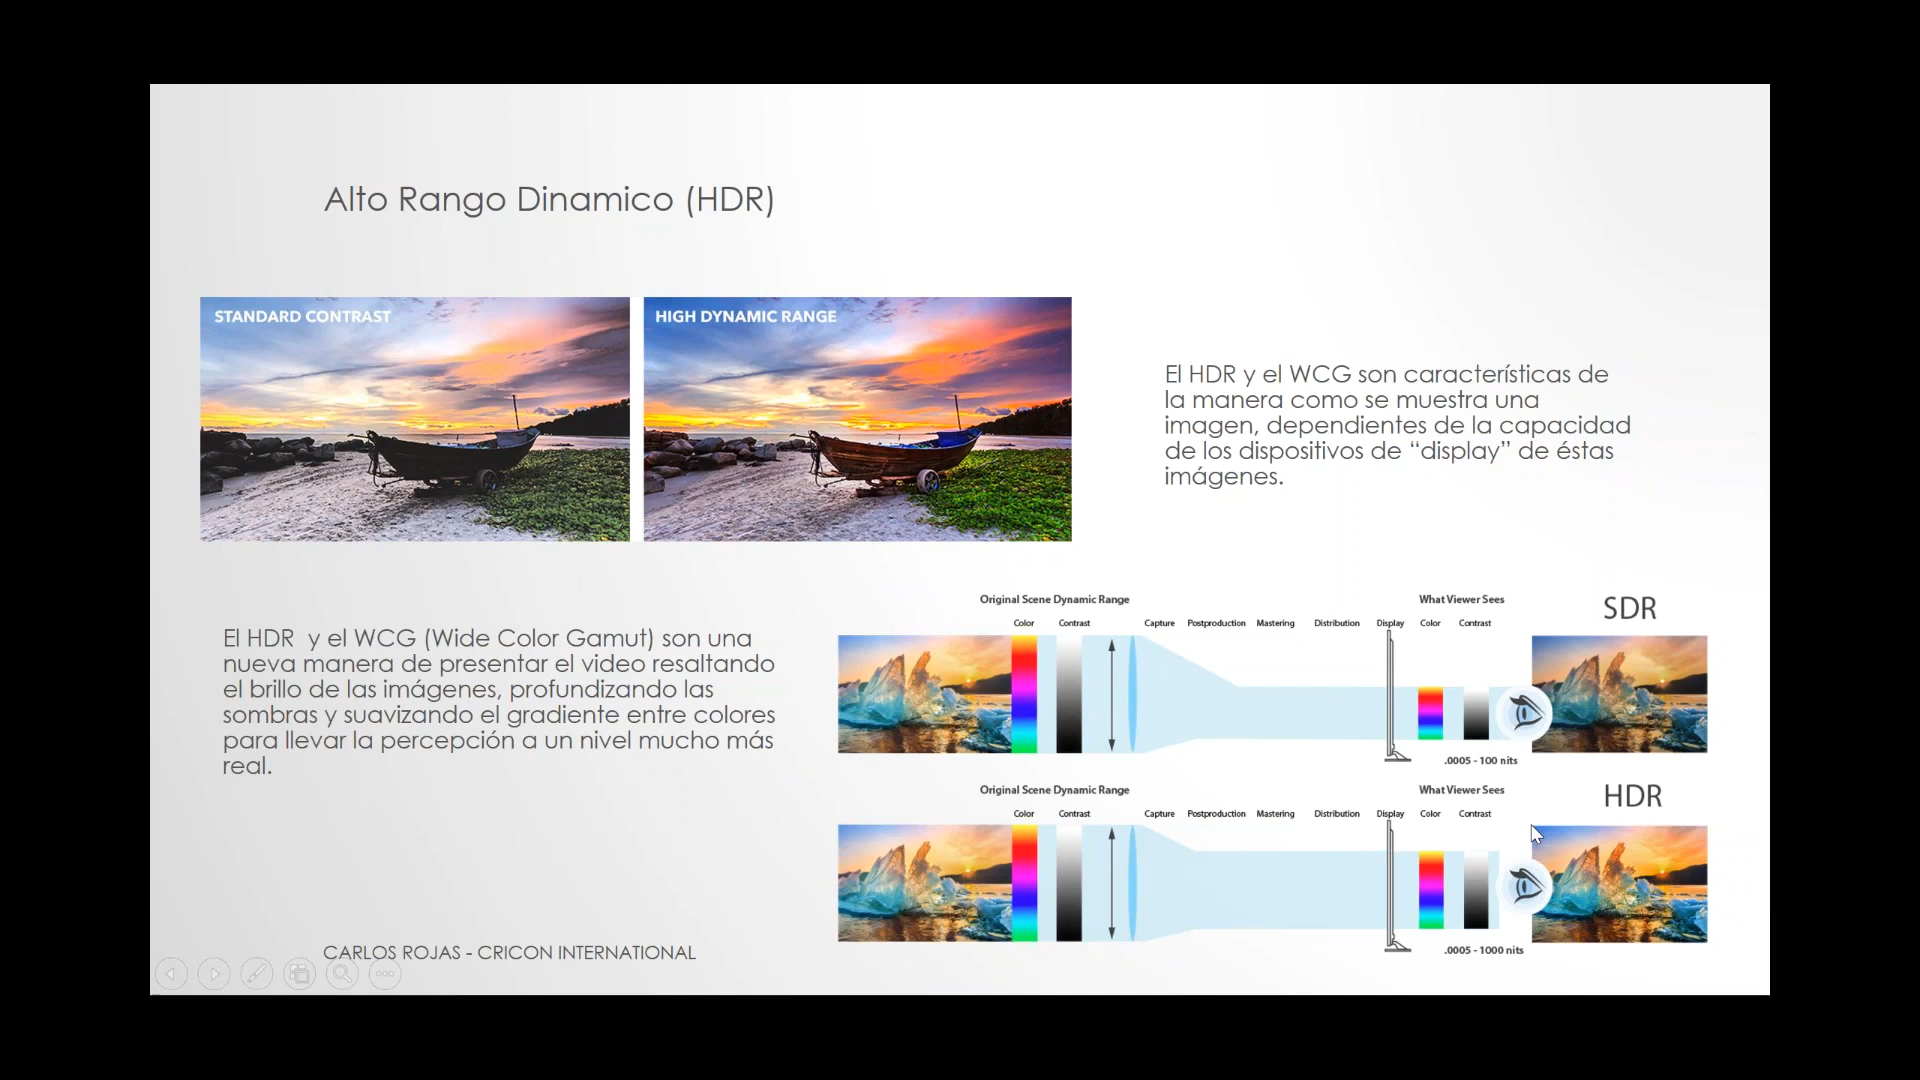 Alto Rango Dinamico (HDR)
STANDARD CONTRAST
HIGH DYNAMIC RANGE
El HDR y el WCG son características de
la manera como se muestra una
imagen, dependientes de la capacidad
de los dispositivos de “display” de éstas
imágenes.
El HDR  y el WCG (Wide Color Gamut) son una
nueva manera de presentar el video resaltando
el brillo de las imágenes, profundizando las
sombras y suavizando el gradiente entre colores
para llevar la percepción a un nivel mucho más
real.
Original Scene Dynamic Range
What Viewer Sees
SDR
Color
Contrast
Capture
Postproduction
Mastering
Distribution
Display
Color
Contrast
.0005 - 100 nits
Original Scene Dynamic Range
What Viewer Sees
HDR
Color
Contrast
Capture
Postproduction
Mastering
Distribution
Display
Color
Contrast
.0005 - 1000 nits
CARLOS ROJAS - CRICON INTERNATIONAL